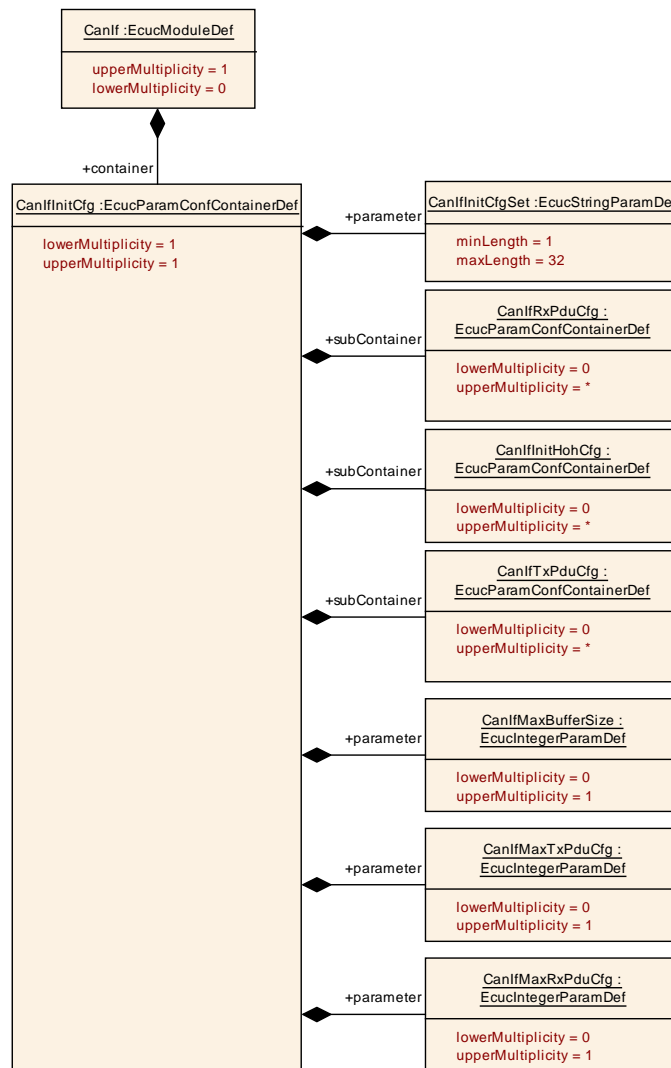 CanIf :EcucModuleDef
upperMultiplicity = 1
lowerMultiplicity = 0
+container
CanIfInitCfg :EcucParamConfContainerDef
lowerMultiplicity = 1
upperMultiplicity = 1
+parameter
CanIfInitCfgSet :EcucStringParamDe
minLength = 1
maxLength = 32
+subContainer
CanIfRxPduCfg :
EcucParamConfContainerDef
lowerMultiplicity = 0
upperMultiplicity = *
+subContainer
CanIfInitHohCfg :
EcucParamConfContainerDef
lowerMultiplicity = 0
upperMultiplicity = *
+subContainer
CanIfTxPduCfg :
EcucParamConfContainerDef
lowerMultiplicity = 0
upperMultiplicity = *
+parameter
CanIfMaxBufferSize :
EcucIntegerParamDef
lowerMultiplicity = 0
upperMultiplicity = 1
+parameter
CanIfMaxTxPduCfg :
EcucIntegerParamDef
lowerMultiplicity = 0
upperMultiplicity = 1
+parameter
CanIfMaxRxPduCfg :
EcucIntegerParamDef
lowerMultiplicity = 0
upperMultiplicity = 1